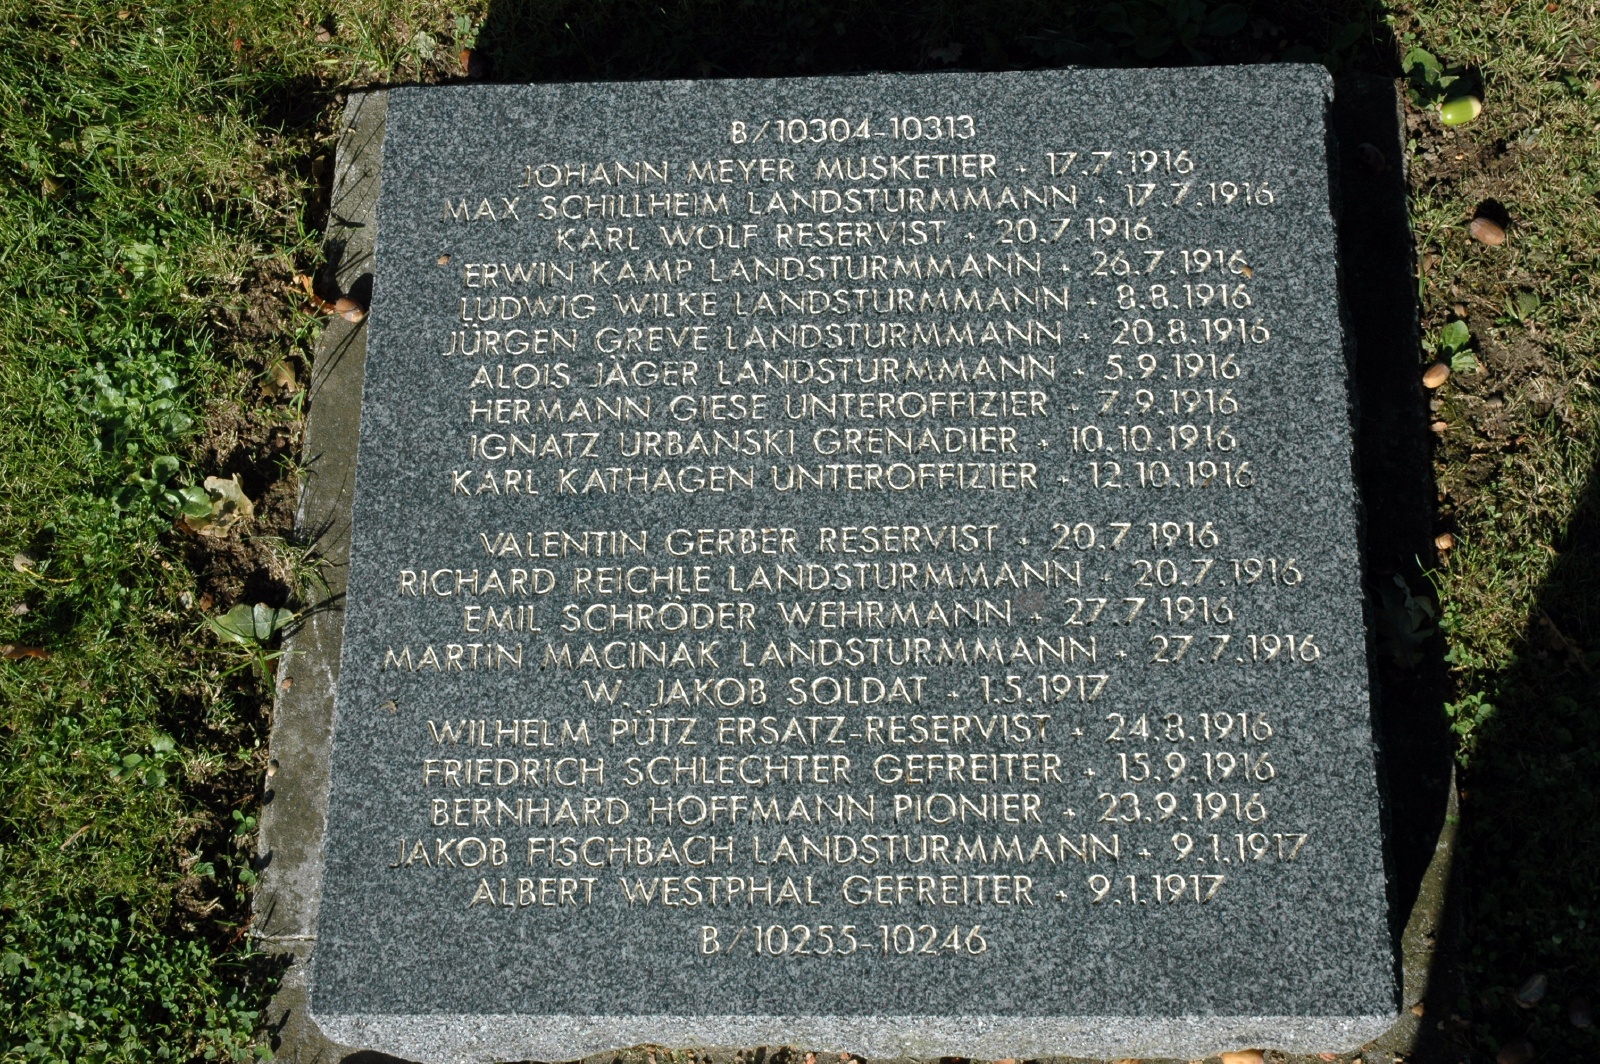 B/10304-10313
JOHANN MEYER MUSKETIER + 17.7.1916
MAX SCHILLHEIM LANDSTURMMANN + 17.7.1916
KARL WOLF RESERVIST + 20.7.1916
ERWIN KAMP LANDSTURMMANN + 26.7.1916
LUDWIG WILKE LANDSTURMMANN + 8.8.1916
JÜRGEN GREVE LANDSTURMMANN + 20.8.1916
ALOIS JÄGER LANDSTURMMANN + 5.9.1916
HERMANN GIESE UNTEROFFIZIER + 7.9.1916
IGNATZ URBANSKI GRENADIER + 10.10.1916
KARL KATHAGEN UNTEROFFIZIER + 12.10.1916
VALENTIN GERBER RESERVIST + 20.7.1916
RICHARD REICHLE LANDSTURMMANN + 20.7.1916
EMIL SCHRÖDER WEHRMANN + 27.7.1916
MARTIN MACINAK LANDSTURMMANN + 27.7.1916
W. JAKOB SOLDAT + 1.5.1917
WILHELM PÜTZ ERSATZ-RESERVIST + 24.8.1916
FRIEDRICH SCHLECHTER GEFREITER + 15.9.1916
BERNHARD HOFFMANN PIONIER + 23.9.1916
JAKOB FISCHBACH LANDSTURMMANN + 9.1.1917
ALBERT WESTPHAL GEFREITER + 9.1.1917
B/10255-10246